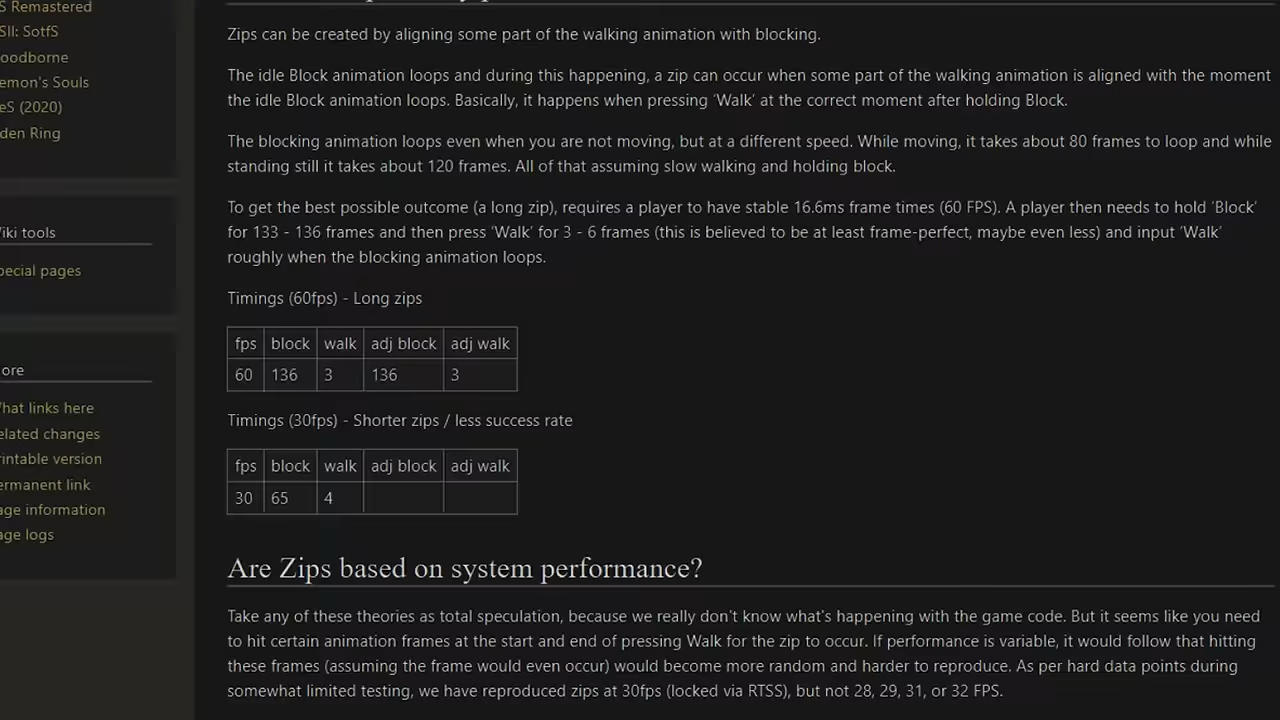 S Remastered
SII: SotfS
oodborne
emon's Souls
eS (2020)
den Ring
iki tools
pecial pages
ore
hat links here
elated changes
rintable version
ermanent link
age information
age logs
Zips can be created by aligning some part of the walking animation with blocking.
The idle Block animation loops and during this happening, a zip can occur when some part of the walking animation is aligned with the moment
the idle Block animation loops. Basically, it happens when pressing 'Walk' at the correct moment after holding Block.
The blocking animation loops even when you are not moving, but at a different speed. While moving, it takes about 80 frames to loop and while
standing still it takes about 120 frames. All of that assuming slow walking and holding block.
To get the best possible outcome (a long zip), requires a player to have stable 16.6ms frame times (60 FPS). A player then needs to hold 'Block'
for 133 - 136 frames and then press 'Walk' for 3 - 6 frames (this is believed to be at least frame-perfect, maybe even less) and input 'Walk'
roughly when the blocking animation loops.
Timings (60fps) - Long zips
fps block walk adj block adj walk
60 136 3 136 3
Timings (30fps) - Shorter zips / less success rate
fps block walk adj block adj walk
30 65 4
Are Zips based on system performance?
Take any of these theories as total speculation, because we really don't know what's happening with the game code. But it seems like you need
to hit certain animation frames at the start and end of pressing Walk for the zip to occur. If performance is variable, it would follow that hitting
these frames (assuming the frame would even occur) would become more random and harder to reproduce. As per hard data points during
somewhat limited testing, we have reproduced zips at 30fps (locked via RTSS), but not 28, 29, 31, or 32 FPS.